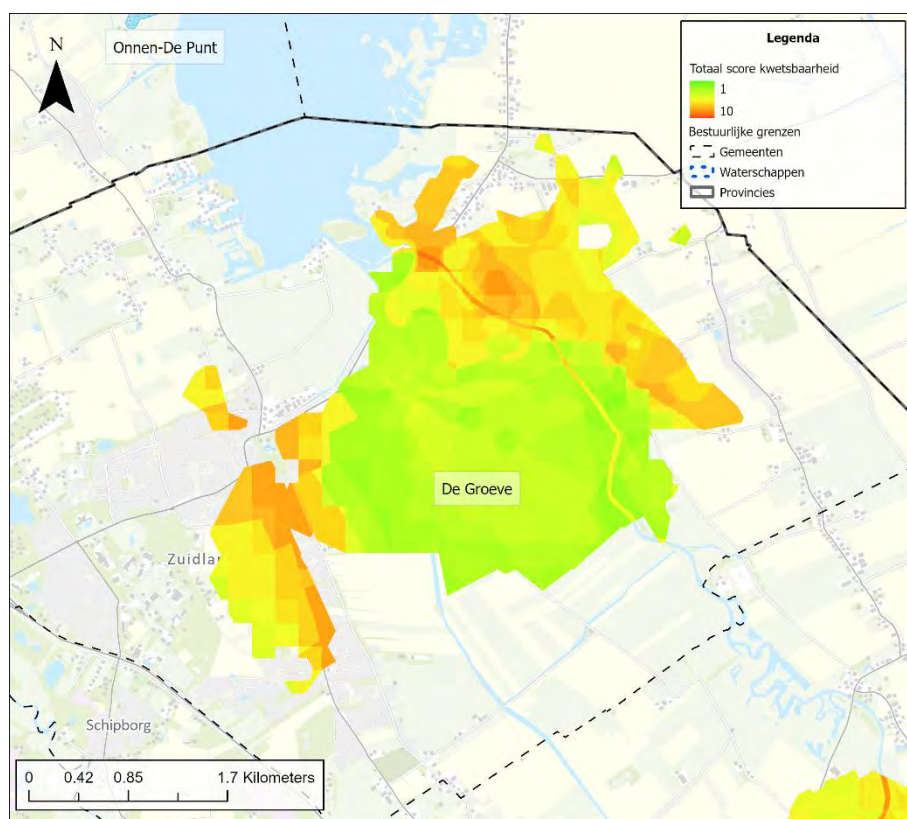 Onnen-De Punt
N
Legenda
Totaal score kwetsbaarheid
1
10
Bestuurlijke grenzen
Gemeenten
Waterschappen
Provincies
De Groeve
Zuidlar
Schipborg
0 0.42 0.85 1.7 Kilometers